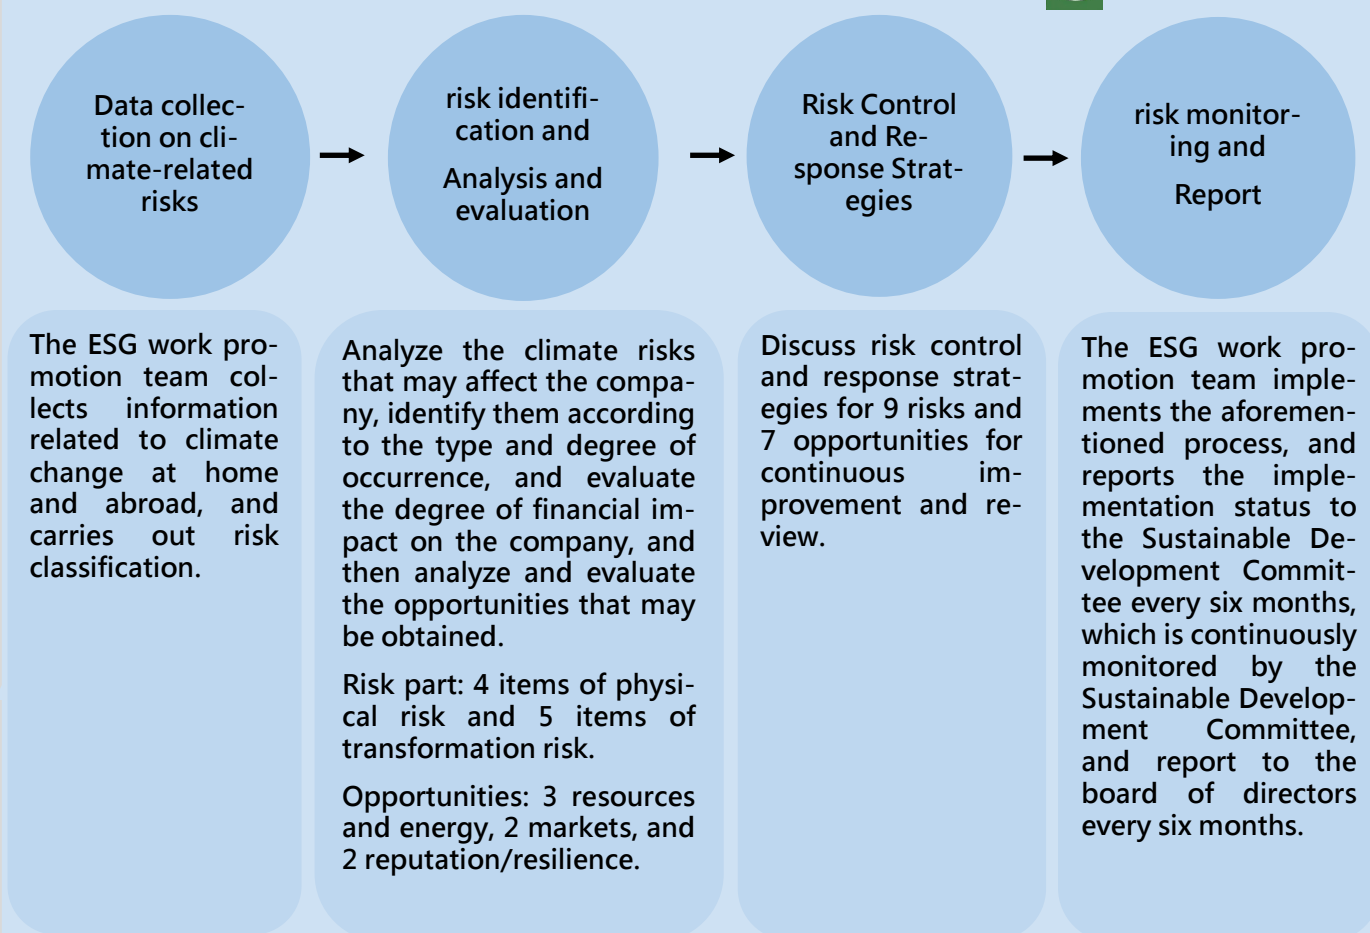 Data collec-
tion on cli-
mate-related
risks
risk identifi-
cation and
Analysis and
evaluation
Risk Control
and Re-
sponse Strat-
egies
risk monitor-
ing and
Report
The ESG work pro-
motion team col-
lects information
related to climate
change at home
and abroad, and
carries out risk
classification.
Analyze the climate risks
that may affect the compa-
ny, identify them according
to the type and degree of
occurrence, and evaluate
the degree of financial im-
pact on the company, and
then analyze and evaluate
the opportunities that may
be obtained.
Risk part: 4 items of physi-
cal risk and 5 items of
transformation risk.
Opportunities: 3 resources
and energy, 2 markets, and
2 reputation/resilience.
Discuss risk control
and response strat-
egies for 9 risks and
7 opportunities for
continuous im-
provement and re-
view.
The ESG work pro-
motion team imple-
ments the aforemen-
tioned process, and
reports the imple-
mentation status to
the Sustainable De-
velopment Commit-
tee every six months,
which is continuously
monitored by the
Sustainable Develop-
ment Committee,
and report to the
board of directors
every six months.